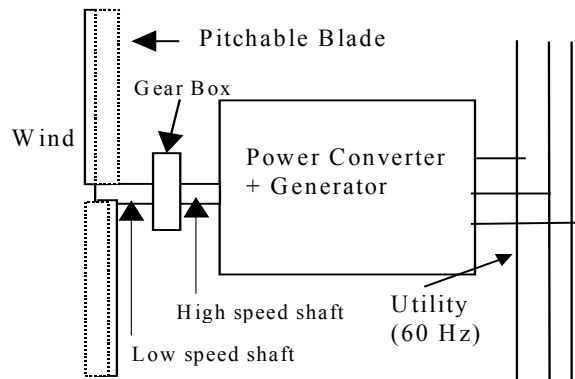 Pitchable Blade
Gear Box
Wind
Power Converter
+ Generator
High speed shaft
Low speed shaft
Utility
(60 Hz)